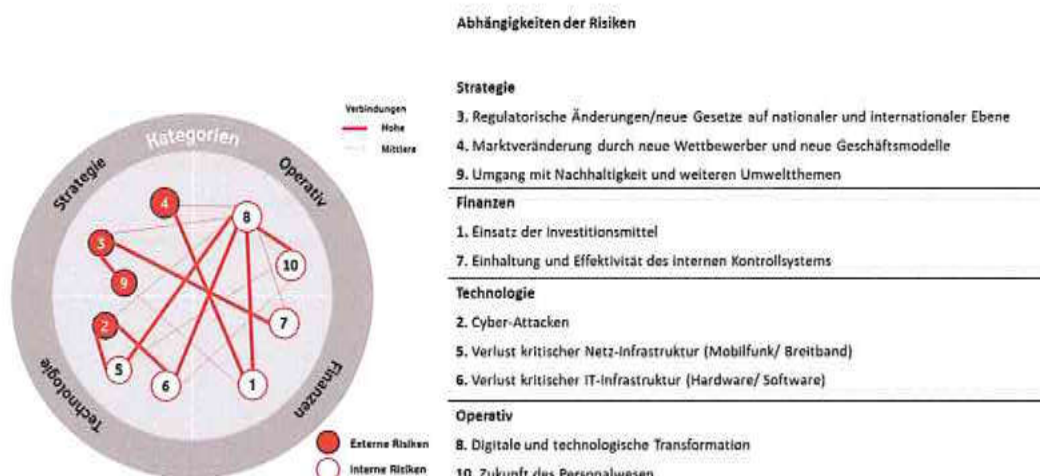 Abhängigkeiten der Risiken
Verbindungen
Hohe
Mittlere
Kategorien
Strategie
Operativ
Technologie
Finanzen
4
8
3
10
9
7
2
5
6
1
Externe Risiken
Interne Risiken
Strategie
3. Regulatorische Änderungen/neue Gesetze auf nationaler und internationaler Ebene
4. Marktveränderung durch neue Wettbewerber und neue Geschäftsmodelle
9. Umgang mit Nachhaltigkeit und weiteren Umweltthemen
Finanzen
1. Einsatz der Investitionsmittel
7. Einhaltung und Effektivität des internen Kontrollsystems
Technologie
2. Cyber-Attacken
5. Verlust kritischer Netz-Infrastruktur (Mobilfunk/ Breitband)
6. Verlust kritischer IT-Infrastruktur (Hardware/ Software)
Operativ
8. Digitale und technologische Transformation
10. Zukunft des Personalwesen